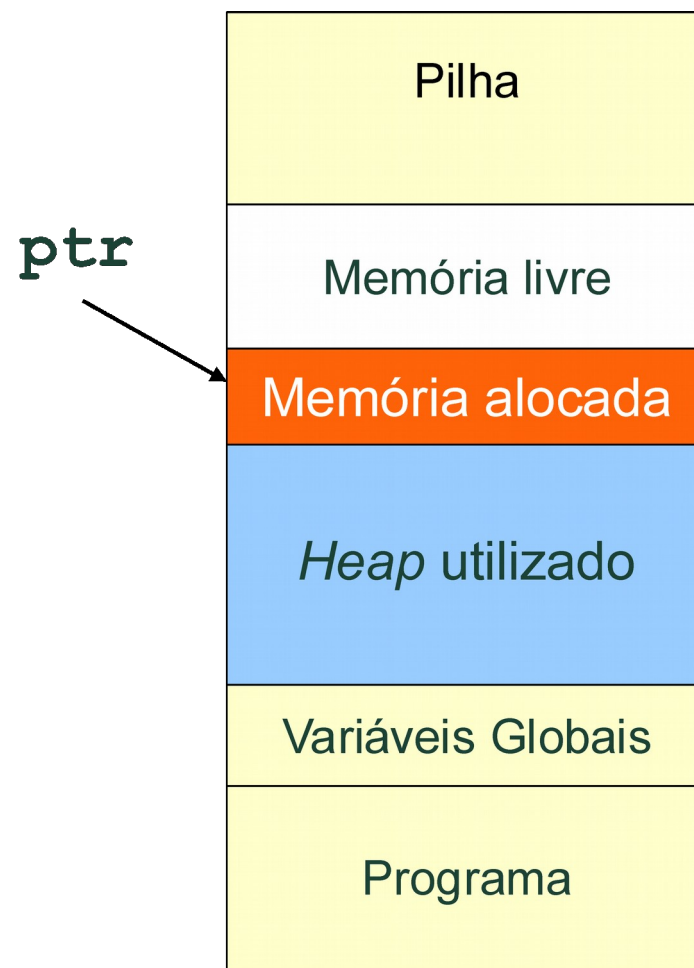 Pilha
ptr
Memória livre
Memória alocada
Heap utilizado
Variáveis Globais
Programa